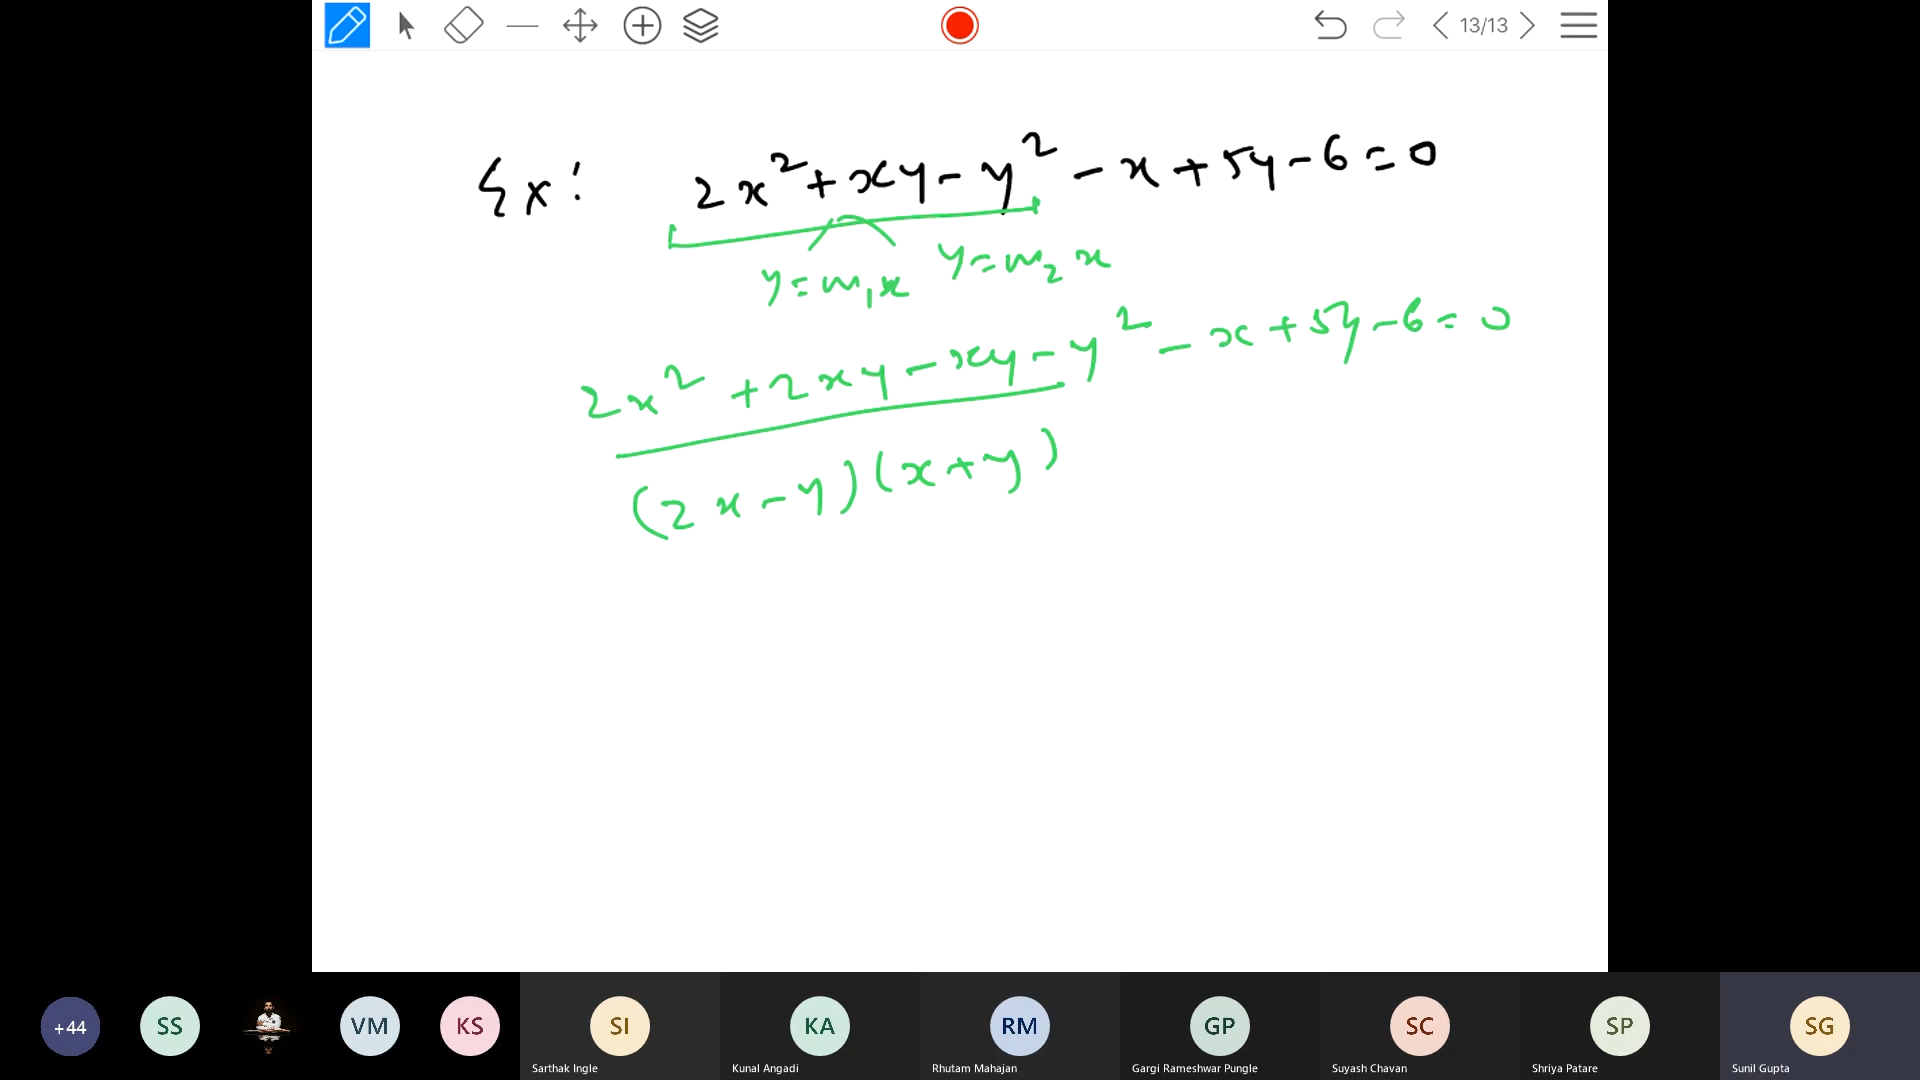 13/13
Ex: 2x²+xy-y²-x+5y-6=0
y=m₁x y=m₂x
2x²+2xy-xy-y²-x+5y-6=0
(2x-y)(x+y)
+44 SS VM KS SI KA RM GP SC SP SG
Sarthak Ingle Kunal Angadi Rhutam Mahajan Gargi Rameshwar Pungle Suyash Chavan Shriya Patare Sunil Gupta